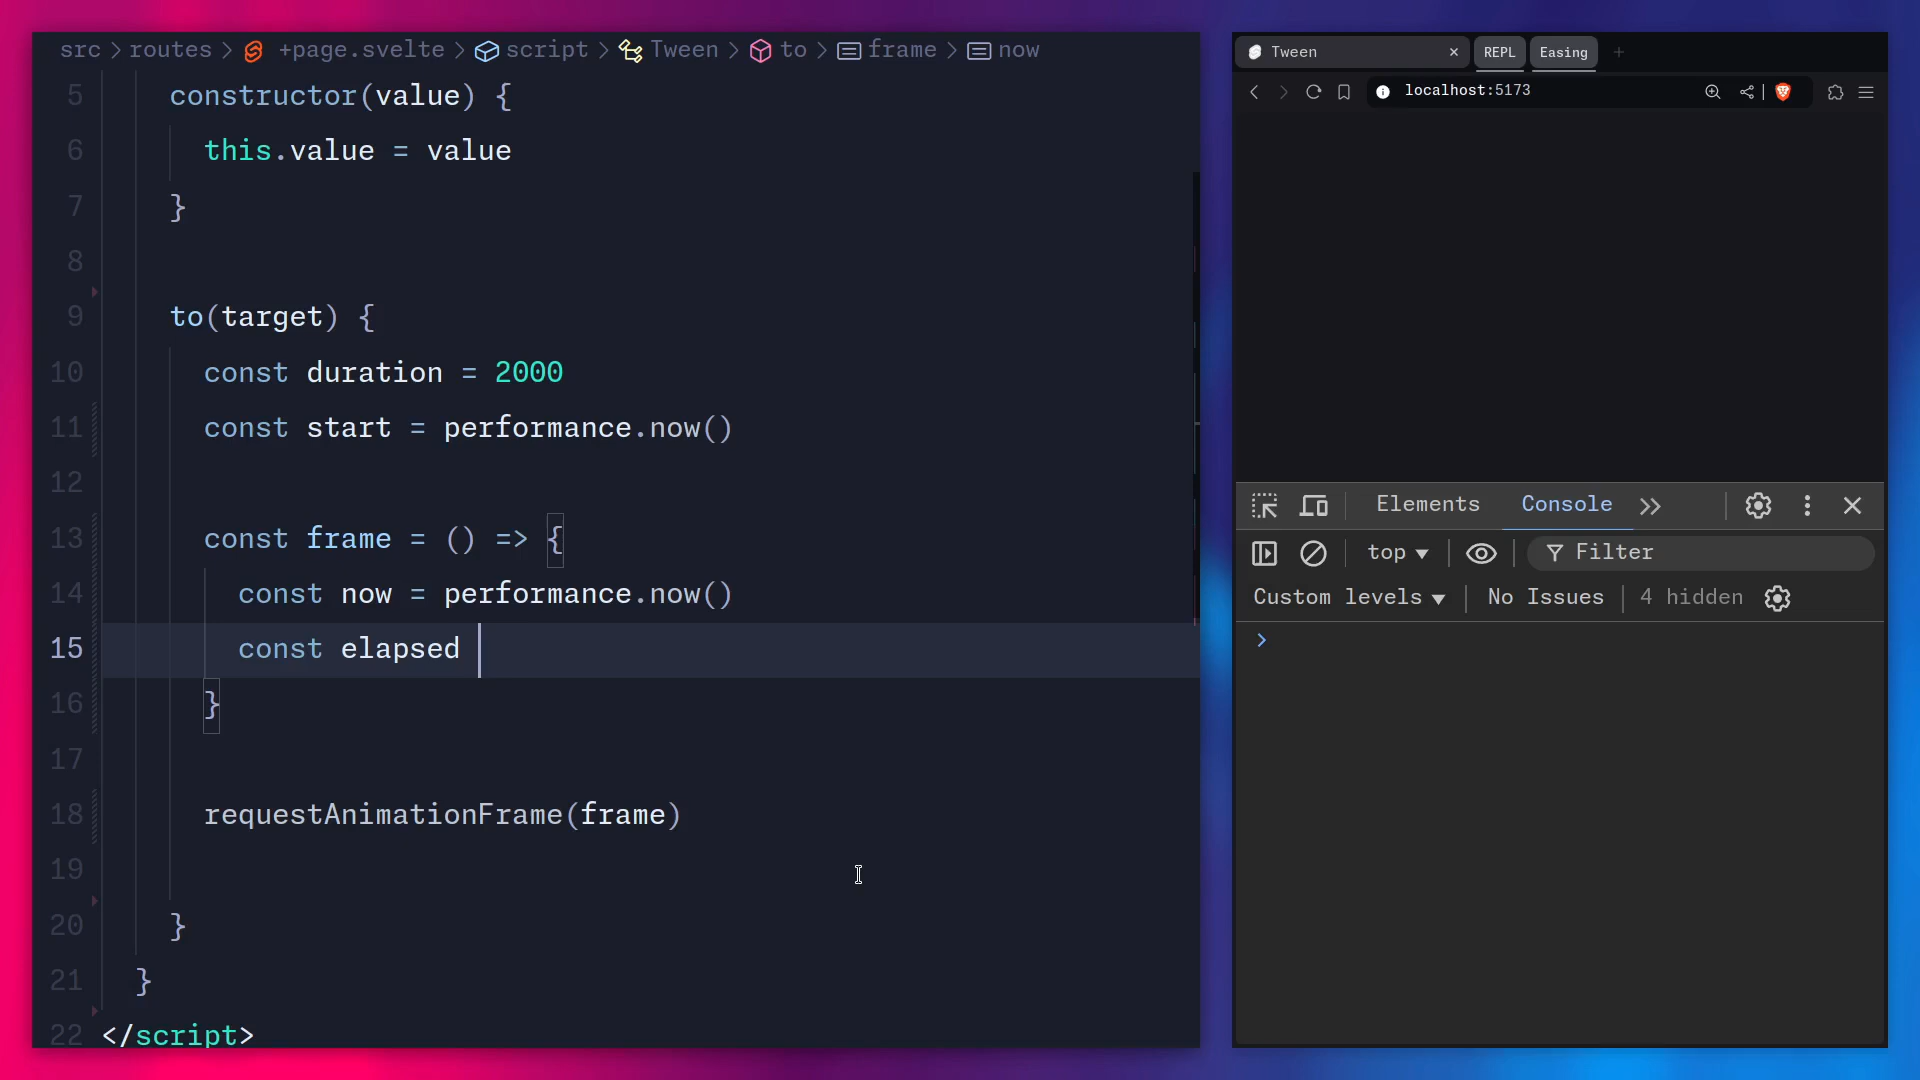 src > routes > +page.svelte > script > Tween > to > frame > now
5 constructor(value) {
6 this.value = value
7 }
8
9 to(target) {
10 const duration = 2000
11 const start = performance.now()
12
13 const frame = () => {
14 const now = performance.now()
15 const elapsed
16 }
17
18 requestAnimationFrame(frame)
19
20 }
21 }
22 </script>
Tween × REPL Easing +
localhost:5173
Elements Console
top Filter
Custom levels No Issues 4 hidden
>